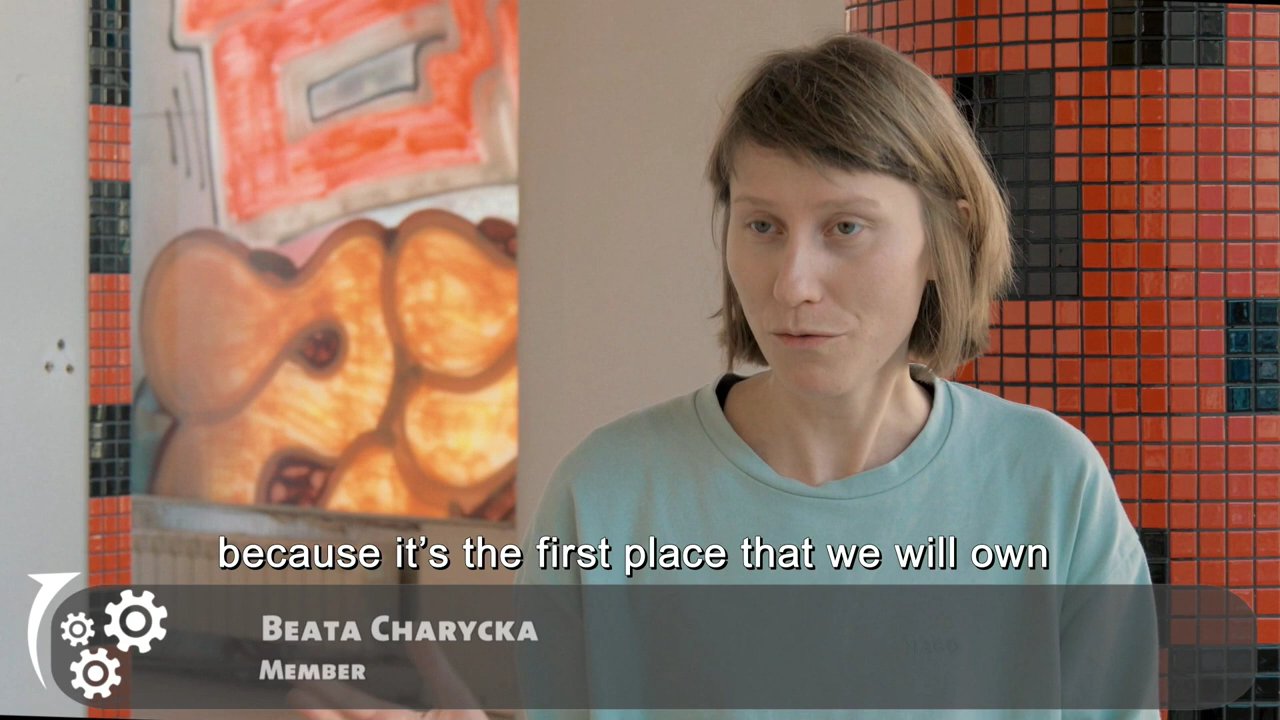 because it's the first place that we will own
Beata Charycka
Member